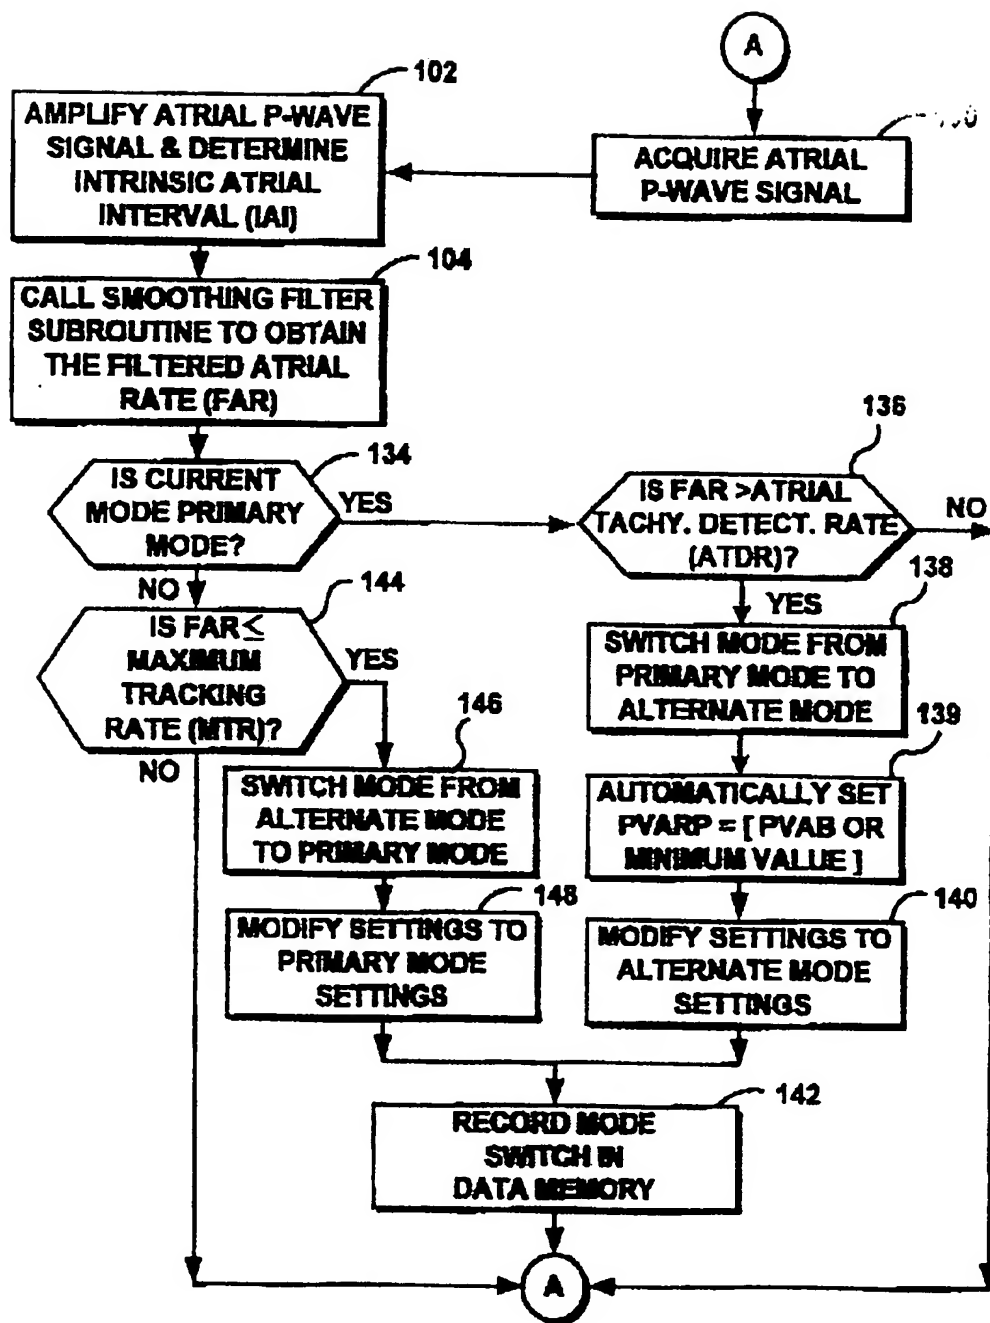 A
ACQUIRE ATRIAL
P-WAVE SIGNAL
102
AMPLIFY ATRIAL P-WAVE
SIGNAL & DETERMINE
INTRINSIC ATRIAL
INTERVAL (IAI)
104
CALL SMOOTHING FILTER
SUBROUTINE TO OBTAIN
THE FILTERED ATRIAL
RATE (FAR)
134
IS CURRENT
MODE PRIMARY
MODE?
YES
NO
136
IS FAR >ATRIAL
TACHY. DETECT. RATE
(ATDR)?
NO
YES
138
SWITCH MODE FROM
PRIMARY MODE TO
ALTERNATE MODE
139
AUTOMATICALLY SET
PVARP = [ PVAB OR
MINIMUM VALUE ]
140
MODIFY SETTINGS TO
ALTERNATE MODE
SETTINGS
144
IS FAR ≤
MAXIMUM
TRACKING
RATE (MTR)?
YES
NO
146
SWITCH MODE FROM
ALTERNATE MODE
TO PRIMARY MODE
148
MODIFY SETTINGS TO
PRIMARY MODE
SETTINGS
142
RECORD MODE
SWITCH IN
DATA MEMORY
A